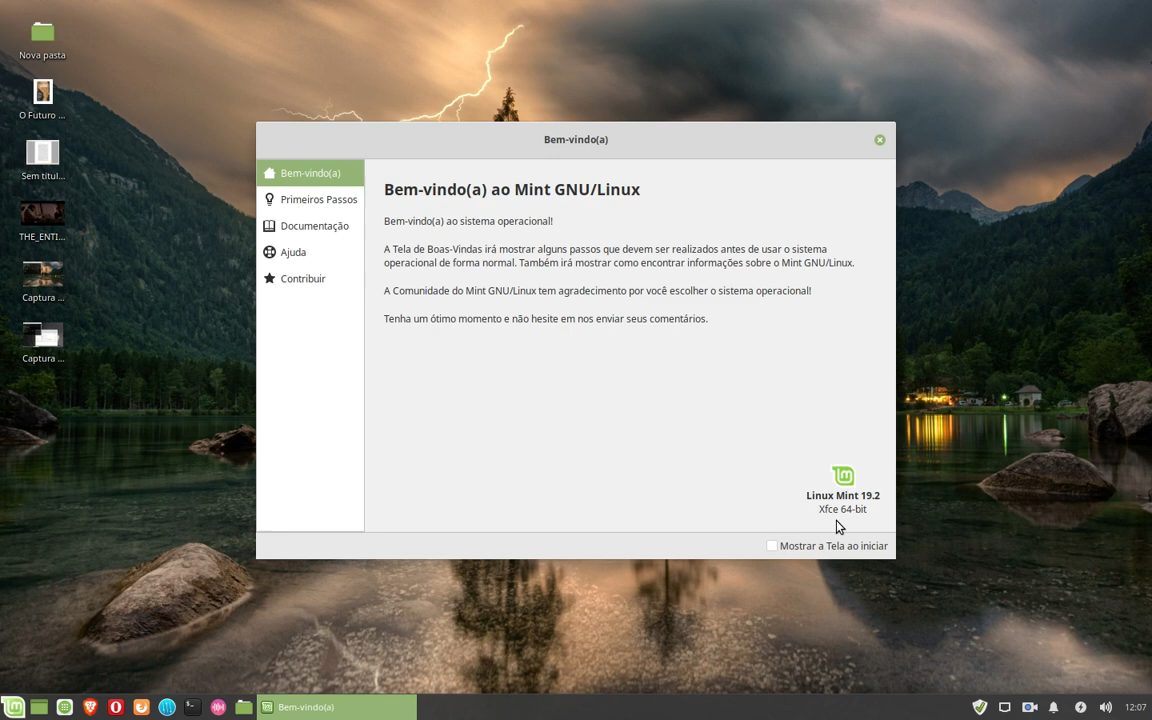 Nova pasta
O Futuro ...
Sem titul...
THE_ENTI...
Captura ...
Captura ...
Bem-vindo(a)
Bem-vindo(a)
Primeiros Passos
Documentação
Ajuda
Contribuir
Bem-vindo(a) ao Mint GNU/Linux
Bem-vindo(a) ao sistema operacional!
A Tela de Boas-Vindas irá mostrar alguns passos que devem ser realizados antes de usar o sistema
operacional de forma normal. Também irá mostrar como encontrar informações sobre o Mint GNU/Linux.
A Comunidade do Mint GNU/Linux tem agradecimento por você escolher o sistema operacional!
Tenha um ótimo momento e não hesite em nos enviar seus comentários.
Linux Mint 19.2
Xfce 64-bit
Mostrar a Tela ao iniciar
Bem-vindo(a)
12:07